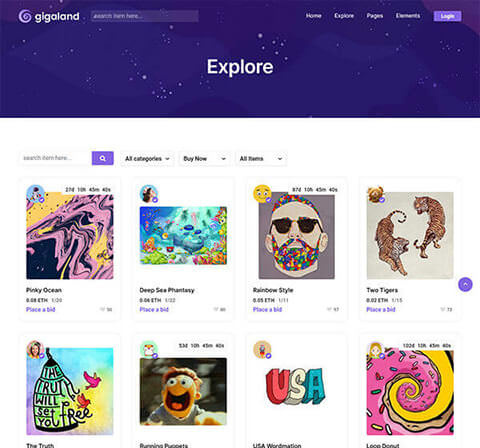 gigaland
search item here...
Home Explore Pages Elements Login
Explore
search item here... All categories Buy Now All Items
27d 10h 45m 40s
87d 10h 45m 40s
Pinky Ocean Deep Sea Phantasy Rainbow Style Two Tigers
0.08 ETH 1/20 0.06 ETH 1/22 0.05 ETH 1/11 0.02 ETH 1/15
Place a bid 50 Place a bid 80 Place a bid 97 Place a bid 73
53d 10h 45m 40s
102d 10h 45m 40s
THE
TRUTH
WILL
SET
YOU FREE
USA
The Truth Running Puppets USA Wordmation Loop Donut